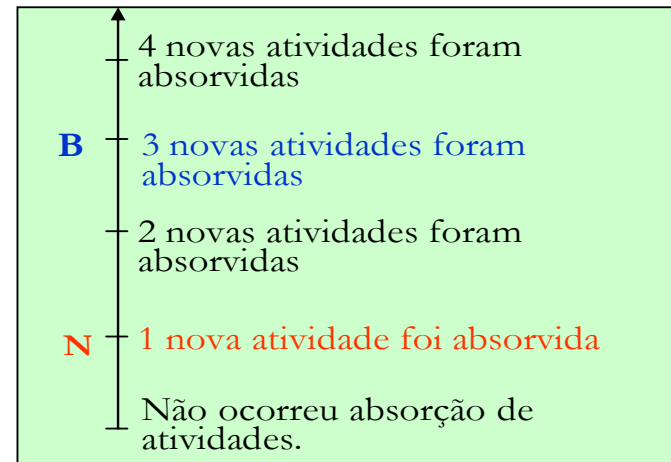 4 novas atividades foram
absorvidas
B 3 novas atividades foram
absorvidas
2 novas atividades foram
absorvidas
N 1 nova atividade foi absorvida
Não ocorreu absorção de
atividades.